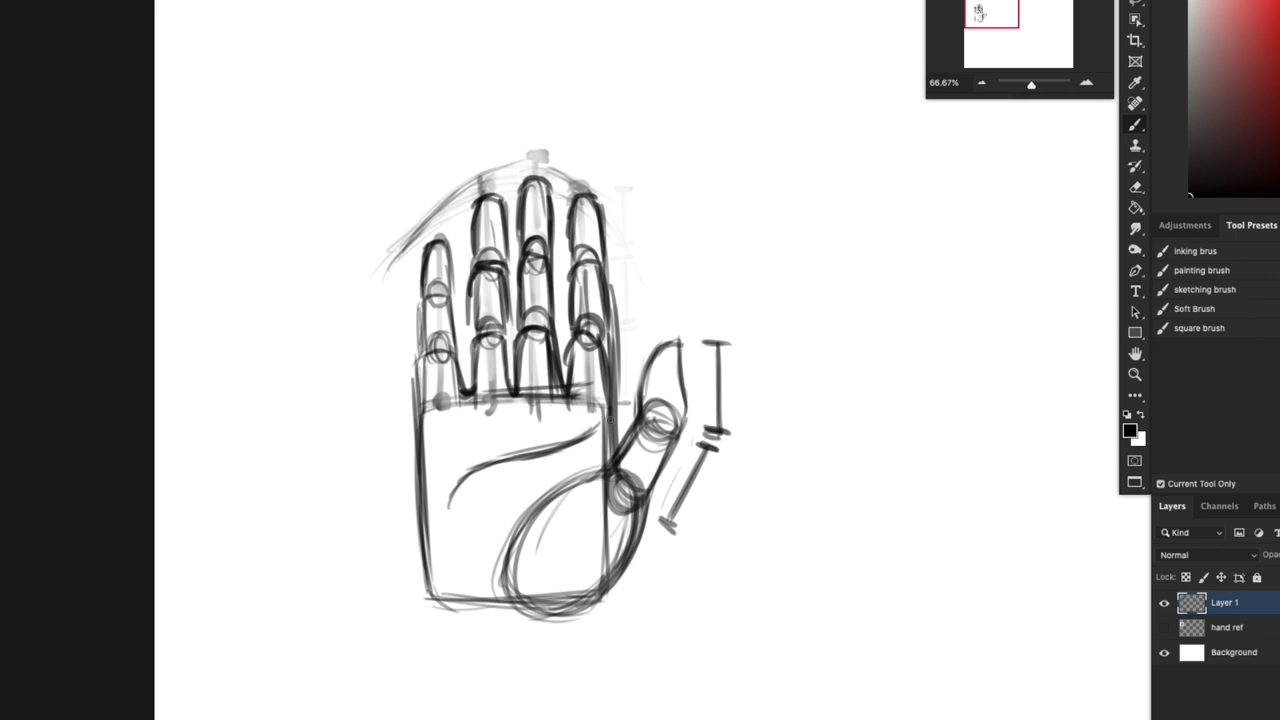 66.67%
Adjustments Tool Presets
inking brus
painting brush
sketching brush
Soft Brush
square brush
Current Tool Only
Layers Channels Paths
Kind
Normal Opa
Lock:
Layer 1
hand ref
Background